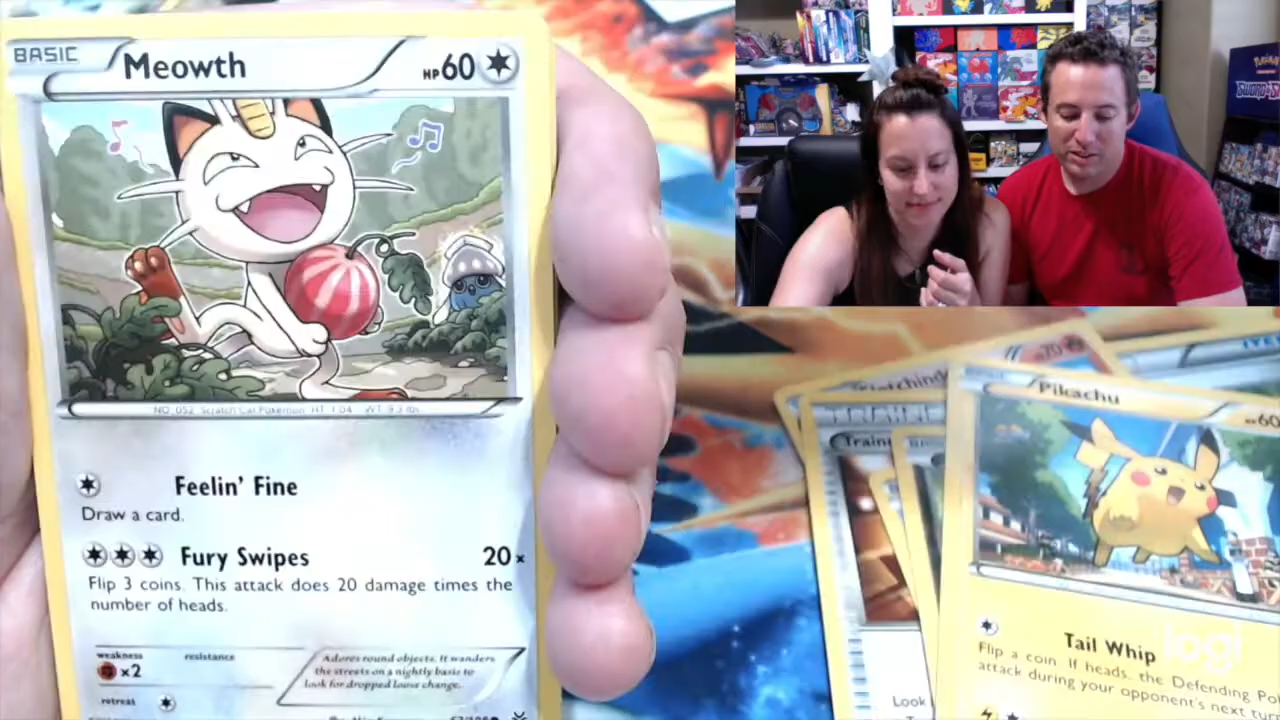 BASIC
Meowth
HP60
NO. 052 Scratch Cat Pokémon HT: 1'04" WT: 9.3 lbs
Feelin' Fine
Draw a card.
Fury Swipes 20×
Flip 3 coins. This attack does 20 damage times the
number of heads.
weakness
resistance
×2
Adores round objects. It wanders
the streets on a nightly basis to
look for dropped loose change.
retreat
Pikachu
60
Tail Whip
Flip a coin. If heads, the Defending
attack during your opponent's next
Look
logi